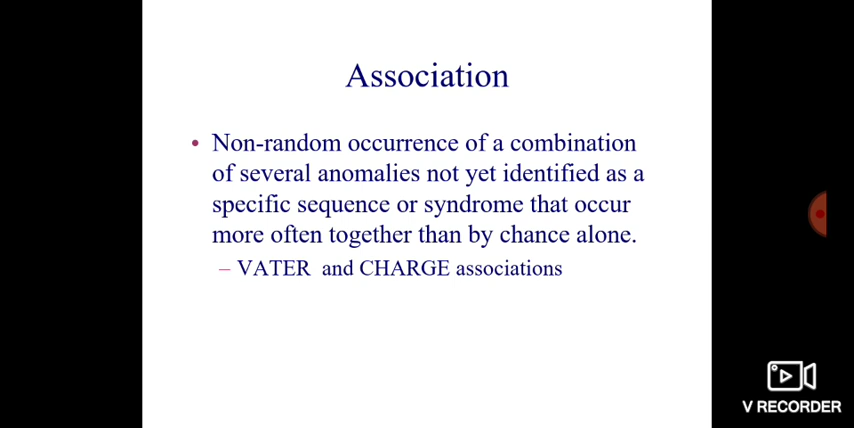 Association
• Non-random occurrence of a combination
of several anomalies not yet identified as a
specific sequence or syndrome that occur
more often together than by chance alone.
– VATER and CHARGE associations
V RECORDER